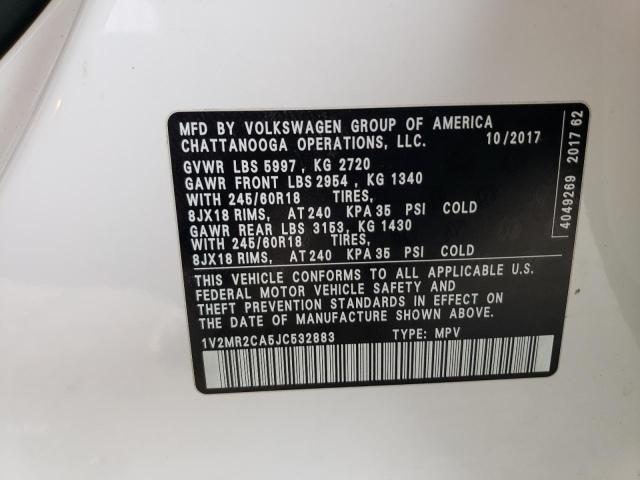 MFD BY VOLKSWAGEN GROUP OF AMERICA
CHATTANOOGA OPERATIONS, LLC. 10/2017
GVWR LBS 5997, KG 2720
GAWR FRONT LBS 2954, KG 1340
WITH 245/60R18 TIRES,
8JX18 RIMS, AT 240 KPA 35 PSI COLD
GAWR REAR LBS 3153, KG 1430
WITH 245/60R18 TIRES,
8JX18 RIMS, AT 240 KPA 35 PSI COLD
THIS VEHICLE CONFORMS TO ALL APPLICABLE U.S.
FEDERAL MOTOR VEHICLE SAFETY AND
THEFT PREVENTION STANDARDS IN EFFECT ON
THE DATE OF MANUFACTURE SHOWN ABOVE.
1V2MR2CA5JC532883 TYPE: MPV
4049269 2017 62